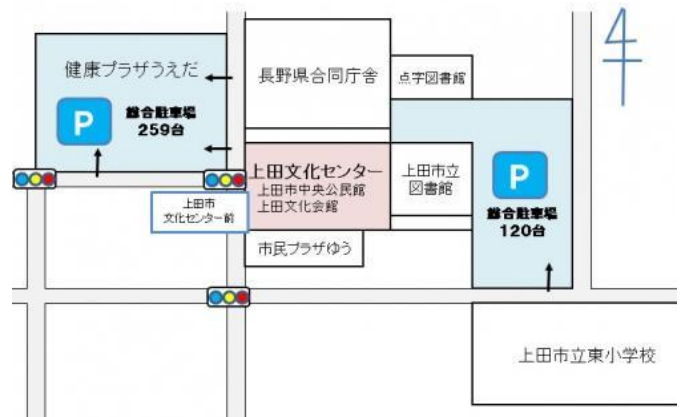 健康プラザうえだ
P
総合駐車場
259台
長野県合同庁舎
点字図書館
上田文化センター
上田市中央公民館
上田文化会館
上田市立
図書館
P
総合駐車場
120台
上田市
文化センター前
市民プラザゆう
上田市立東小学校